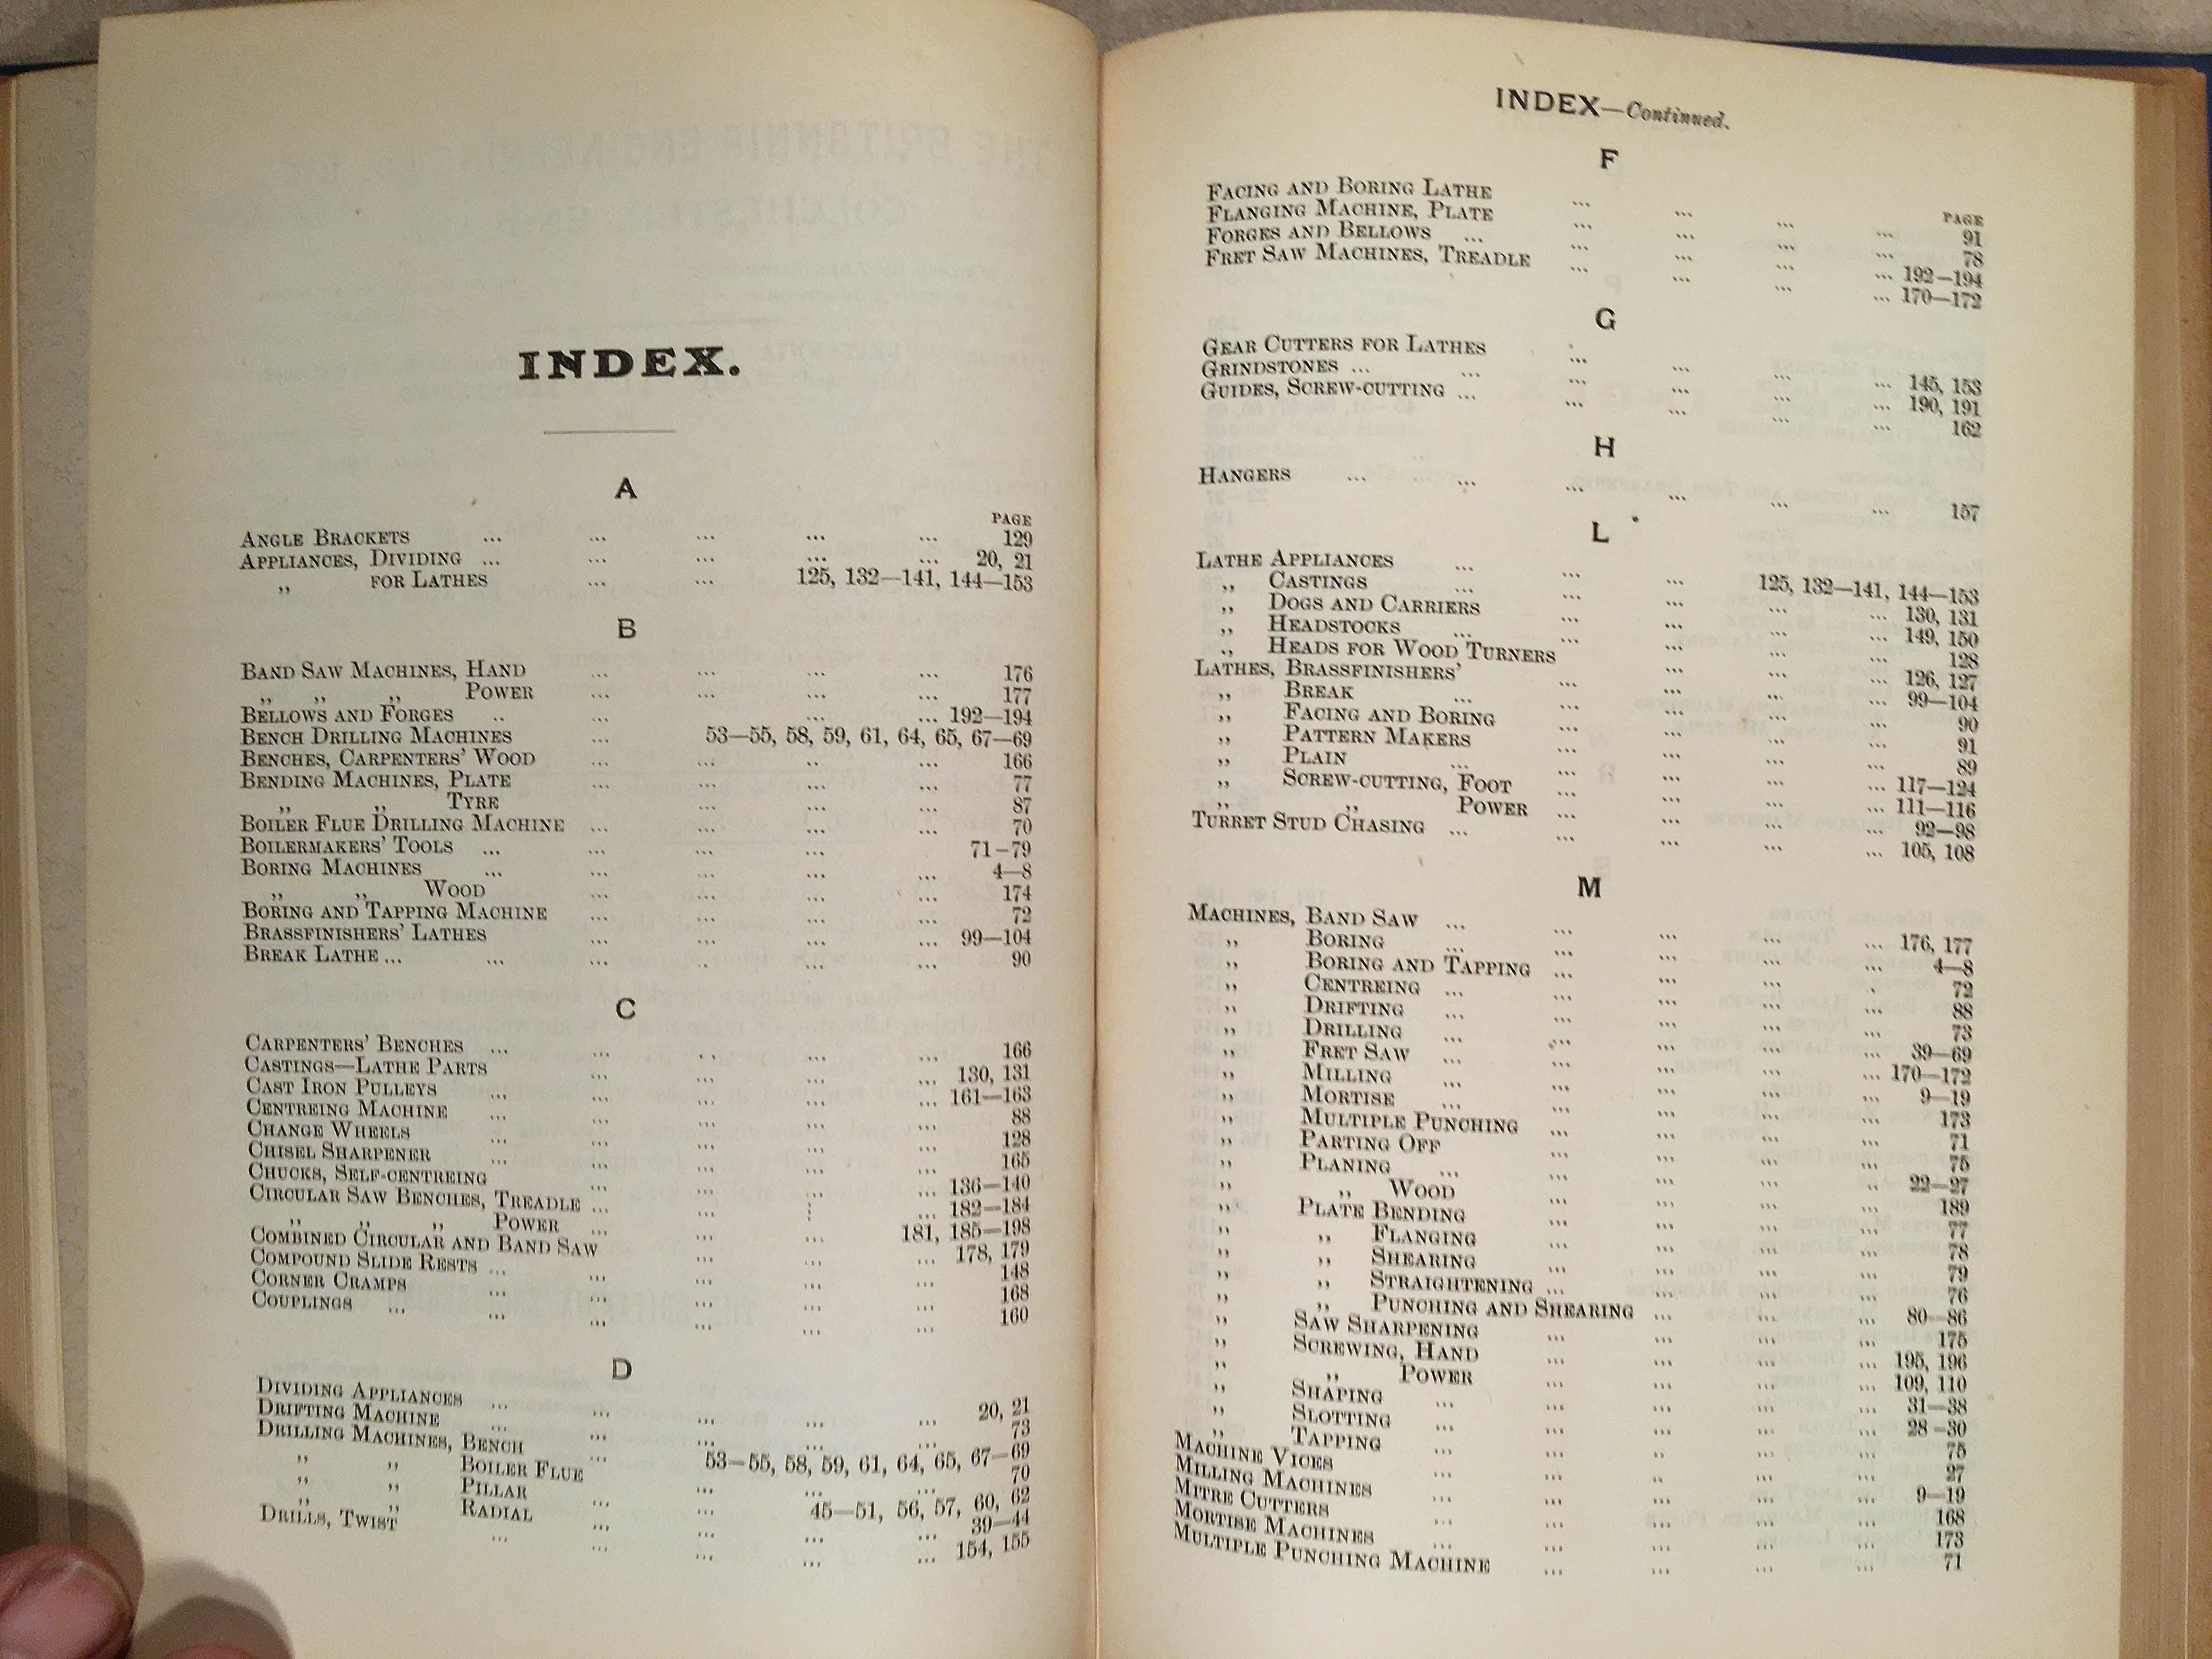 INDEX.
A
PAGE
ANGLE BRACKETS ... ... ... ... ... 129
APPLIANCES, DIVIDING ... ... ... ... ... 20, 21
,, FOR LATHES ... ... 125, 132—141, 144—153
B
BAND SAW MACHINES, HAND ... ... ... ... 176
,, ,, ,, POWER ... ... ... ... 177
BELLOWS AND FORGES .. ... ... ... 192—194
BENCH DRILLING MACHINES ... 53—55, 58, 59, 61, 64, 65, 67—69
BENCHES, CARPENTERS' WOOD ... ... .. ... 166
BENDING MACHINES, PLATE ... ... ... ... 77
,, ,, TYRE ... ... ... 87
BOILER FLUE DRILLING MACHINE ... ... ... ... 70
BOILERMAKERS' TOOLS ... ... ... ... 71—79
BORING MACHINES ... ... ... ... ... 4—8
,, ,, WOOD ... ... ... ... 174
BORING AND TAPPING MACHINE ... ... ... ... 72
BRASSFINISHERS' LATHES ... ... ... ... 99—104
BREAK LATHE ... ... ... .. ... ... 90
C
CARPENTERS' BENCHES ... ... .. ... ... 166
CASTINGS—LATHE PARTS ... ... ... ... 130, 131
CAST IRON PULLEYS ... ... ... ... ... 161—163
CENTREING MACHINE ... ... ... ... ... 88
CHANGE WHEELS ... ... ... ... ... 128
CHISEL SHARPENER ... ... ... ... ... 165
CHUCKS, SELF-CENTREING ... ... ... ... 136—140
CIRCULAR SAW BENCHES, TREADLE ... ... ... 182—184
,, ,, ,, POWER ... ... ... 181, 185—198
COMBINED CIRCULAR AND BAND SAW ... ... ... 178, 179
COMPOUND SLIDE RESTS ... ... ... ... ... 148
CORNER CRAMPS ... ... ... ... ... 168
COUPLINGS ... ... ... ... ... ... 160
D
DIVIDING APPLIANCES ... ... ... ... ... 20, 21
DRIFTING MACHINE ... ... ... ... ... 73
DRILLING MACHINES, BENCH ... 53—55, 58, 59, 61, 64, 65, 67—69
,, ,, BOILER FLUE ... ... ... ... 70
,, ,, PILLAR ... ... 45—51, 56, 57, 60, 62
,, ,, RADIAL ... ... ... ... 39—44
DRILLS, TWIST ... ... ... ... ... 154, 155
INDEX—Continued.
F
PAGE
FACING AND BORING LATHE ... ... ... ... 91
FLANGING MACHINE, PLATE ... ... ... ... 78
FORGES AND BELLOWS ... ... ... ... ... 192—194
FRET SAW MACHINES, TREADLE ... ... ... ... 170—172
G
GEAR CUTTERS FOR LATHES ... ... ... ... 145, 153
GRINDSTONES ... ... ... ... ... ... 190, 191
GUIDES, SCREW-CUTTING ... ... ... ... ... 162
H
HANGERS ... ... ... ... ... ... 157
L
LATHE APPLIANCES ... ... ... 125, 132—141, 144—153
,, CASTINGS ... ... ... ... ... 130, 131
,, DOGS AND CARRIERS ... ... ... ... 149, 150
,, HEADSTOCKS ... ... ... ... ... 128
,, HEADS FOR WOOD TURNERS ... ... ... 126, 127
LATHES, BRASSFINISHERS' ... ... ... ... 99—104
,, BREAK ... ... ... ... ... 90
,, FACING AND BORING ... ... ... ... 91
,, PATTERN MAKERS ... ... ... ... 89
,, PLAIN ... ... ... ... ... 117—124
,, SCREW-CUTTING, FOOT ... ... ... ... 111—116
,, ,, POWER ... ... ... ... 92—98
TURRET STUD CHASING ... ... ... ... ... 105, 108
M
MACHINES, BAND SAW ... ... ... ... ... 176, 177
,, BORING ... ... ... ... ... 4—8
,, BORING AND TAPPING ... ... ... . 72
,, CENTREING ... ... ... ... ... 88
,, DRIFTING ... ... ... ... ... 73
,, DRILLING ... ... ... ... ... 39—69
,, FRET SAW ... ... ... ... ... 170—172
,, MILLING ... ... ... ... ... 9—19
,, MORTISE ... ... ... ... ... 173
,, MULTIPLE PUNCHING ... ... ... ... 71
,, PARTING OFF ... ... ... ... 75
,, PLANING ... ... ... ... .. 22—27
,, ,, WOOD ... ... ... ... 189
,, PLATE BENDING ... ... ... ... 77
,, ,, FLANGING ... ... ... ... 78
,, ,, SHEARING ... ... ... ... 79
,, ,, STRAIGHTENING ... ... ... ... 76
,, ,, PUNCHING AND SHEARING ... ... ... 80—86
,, SAW SHARPENING ... ... ... ... 175
,, SCREWING, HAND ... ... ... ... 195, 196
,, ,, POWER ... ... ... ... 109, 110
,, SHAPING ... ... ... ... ... 31—38
,, SLOTTING ... ... ... ... ... 28—30
,, TAPPING ... ... .. ... ... 75
MACHINE VICES ... ... .. ... ... 27
MILLING MACHINES ... ... ... ... ... 9—19
MITRE CUTTERS ... ... ... ... ... 168
MORTISE MACHINES ... ... ... ... 173
MULTIPLE PUNCHING MACHINE ... ... ... ... 71